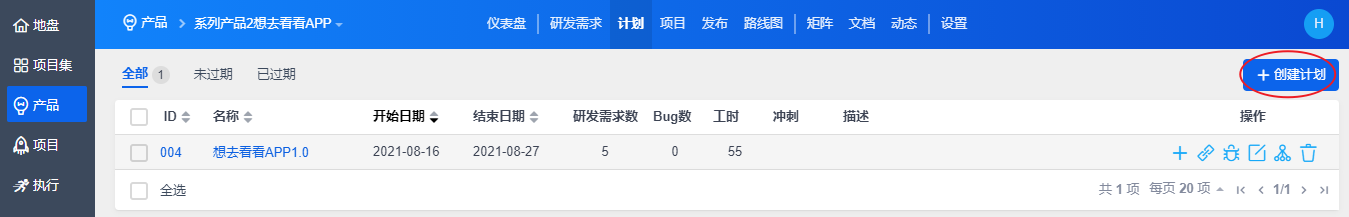 地盘
项目集
产品
项目
执行
产品 系列产品2想去看看APP
仪表盘 研发需求 计划 项目 发布 路线图 矩阵 文档 动态 设置
H
全部 1 未过期 已过期
+ 创建计划
ID 名称 开始日期 结束日期 研发需求数 Bug数 工时 冲刺 描述 操作
004 想去看看APP1.0 2021-08-16 2021-08-27 5 0 55
全选
共 1 项 每页 20 项 1/1